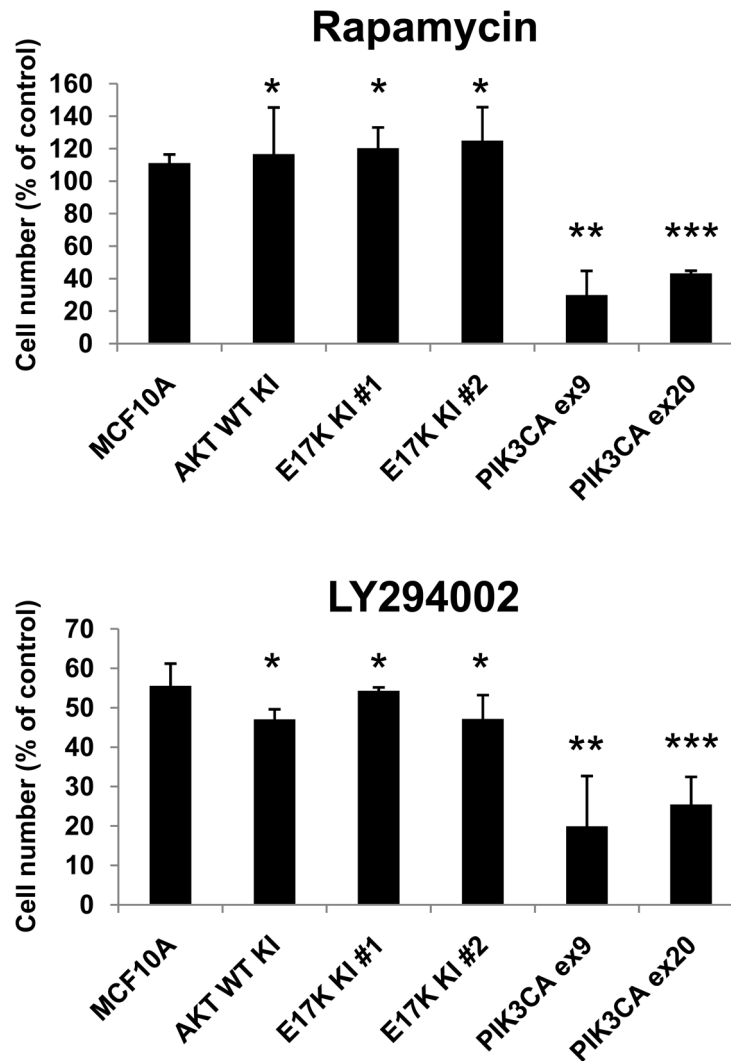 Rapamycin
Cell number (% of control)
160
140
120
100
80
60
40
20
0
* * * ** ***
MCF10A
AKT WT KI
E17K KI #1
E17K KI #2
PIK3CA ex9
PIK3CA ex20
LY294002
Cell number (% of control)
70
60
50
40
30
20
10
0
* * * ** ***
MCF10A
AKT WT KI
E17K KI #1
E17K KI #2
PIK3CA ex9
PIK3CA ex20